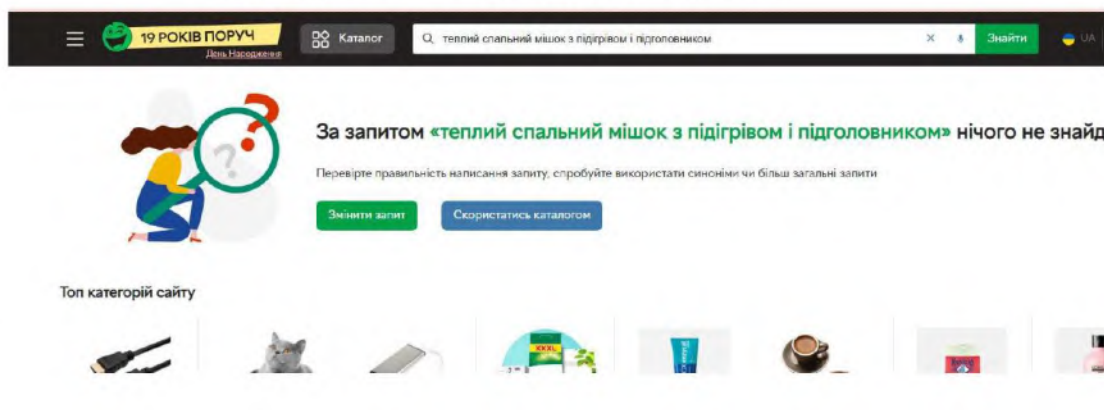 19 РОКІВ ПОРУЧ
День Народження
Каталог
теплий спальний мішок з підігрівом і підголовником
Знайти
UA
За запитом «теплий спальний мішок з підігрівом і підголовником» нічого не знайд
Перевірте правильність написання запиту, спробуйте використати синоніми чи більш загальні запити
Змінити запит
Скористатись каталогом
Топ категорій сайту
XXXL